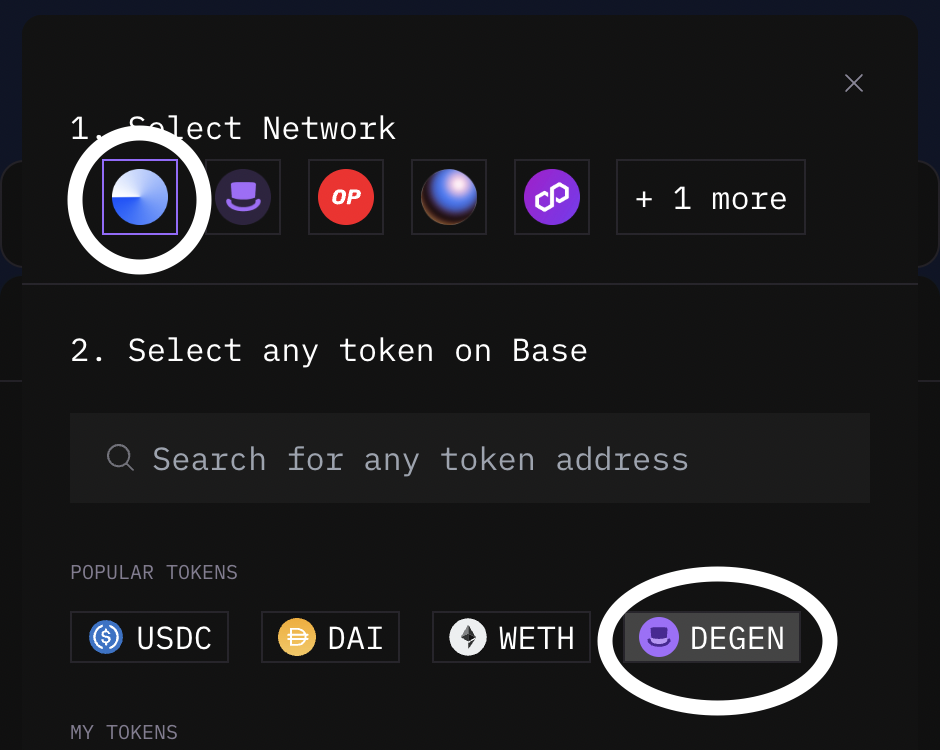 1. Select Network
OP
+ 1 more
2. Select any token on Base
Search for any token address
POPULAR TOKENS
USDC
DAI
WETH
DEGEN
MY TOKENS